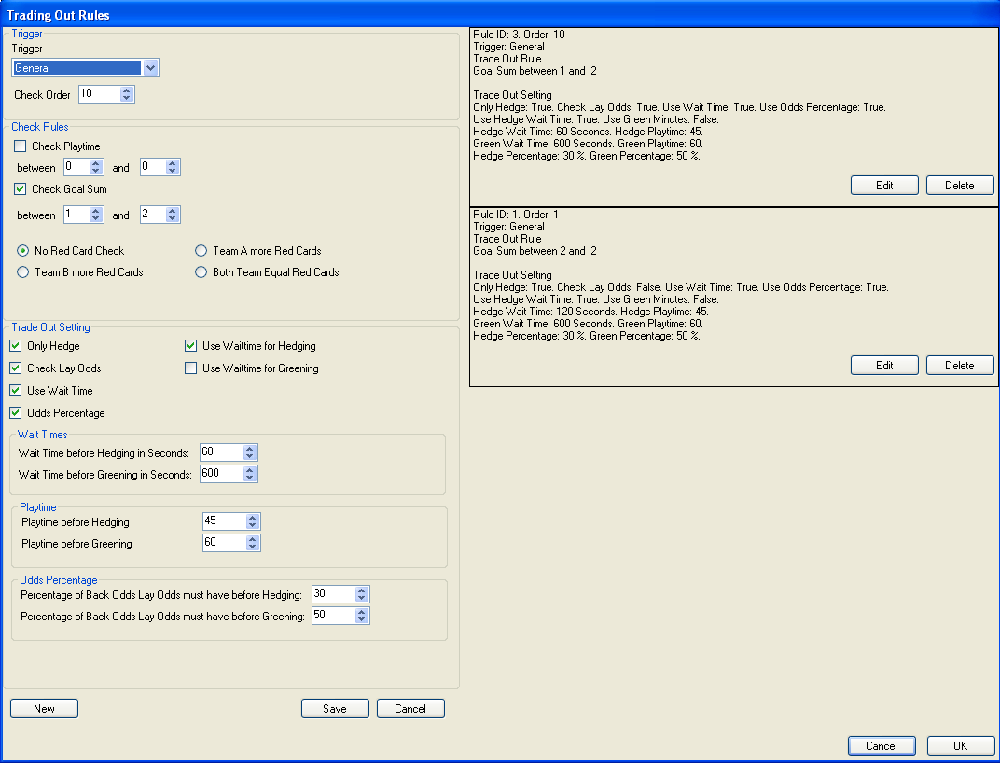 Trading Out Rules
Trigger
Trigger
General
Check Order 10
Check Rules
Check Playtime
between 0 and 0
Check Goal Sum
between 1 and 2
No Red Card Check Team A more Red Cards
Team B more Red Cards Both Team Equal Red Cards
Trade Out Setting
Only Hedge Use Waittime for Hedging
Check Lay Odds Use Waittime for Greening
Use Wait Time
Odds Percentage
Wait Times
Wait Time before Hedging in Seconds: 60
Wait Time before Greening in Seconds: 600
Playtime
Playtime before Hedging 45
Playtime before Greening 60
Odds Percentage
Percentage of Back Odds Lay Odds must have before Hedging: 30
Percentage of Back Odds Lay Odds must have before Greening: 50
New Save Cancel
Rule ID: 3. Order: 10
Trigger: General
Trade Out Rule
Goal Sum between 1 and 2
Trade Out Setting
Only Hedge: True. Check Lay Odds: True. Use Wait Time: True. Use Odds Percentage: True.
Use Hedge Wait Time: True. Use Green Minutes: False.
Hedge Wait Time: 60 Seconds. Hedge Playtime: 45.
Green Wait Time: 600 Seconds. Green Playtime: 60.
Hedge Percentage: 30 %. Green Percentage: 50 %.
Edit Delete
Rule ID: 1. Order: 1
Trigger: General
Trade Out Rule
Goal Sum between 2 and 2
Trade Out Setting
Only Hedge: True. Check Lay Odds: False. Use Wait Time: True. Use Odds Percentage: True.
Use Hedge Wait Time: True. Use Green Minutes: False.
Hedge Wait Time: 120 Seconds. Hedge Playtime: 45.
Green Wait Time: 600 Seconds. Green Playtime: 60.
Hedge Percentage: 30 %. Green Percentage: 50 %.
Edit Delete
Cancel OK